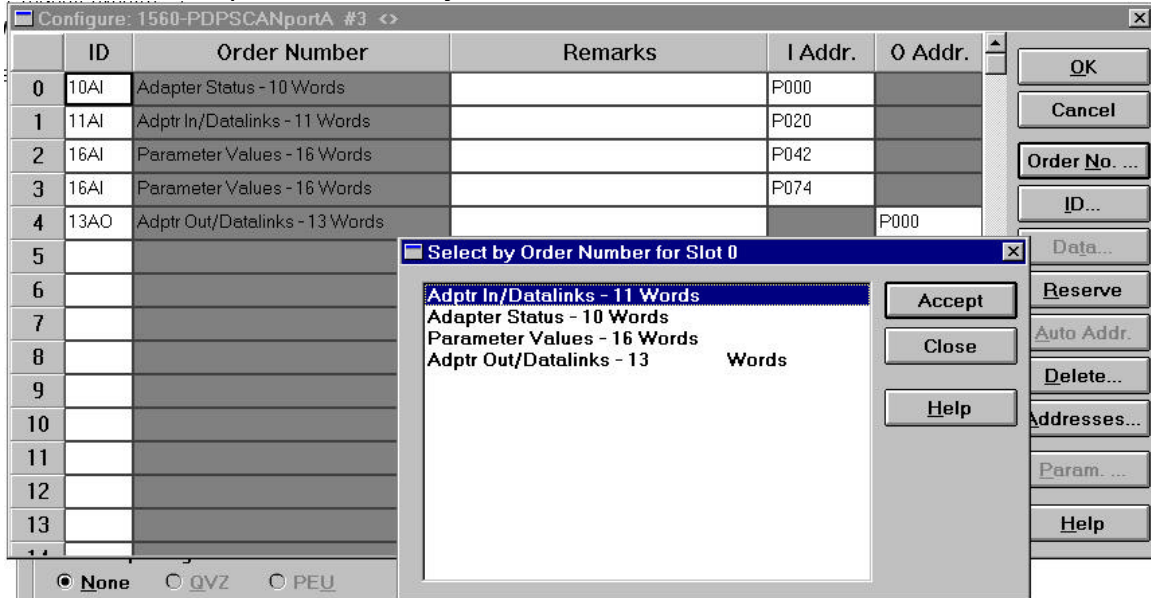 Configure: 1560-PDPSCANportA #3 <>
ID Order Number Remarks I Addr. O Addr.
0 10AI Adapter Status - 10 Words P000
1 11AI Adptr In/Datalinks - 11 Words P020
2 16AI Parameter Values - 16 Words P042
3 16AI Parameter Values - 16 Words P074
4 13AO Adptr Out/Datalinks - 13 Words P000
5
6
7
8
9
10
11
12
13
OK
Cancel
Order No. ...
ID...
Data...
Reserve
Auto Addr.
Delete...
Addresses...
Param. ...
Help
Select by Order Number for Slot 0
Adptr In/Datalinks - 11 Words
Adapter Status - 10 Words
Parameter Values - 16 Words
Adptr Out/Datalinks - 13 Words
Accept
Close
Help
None QVZ PEU